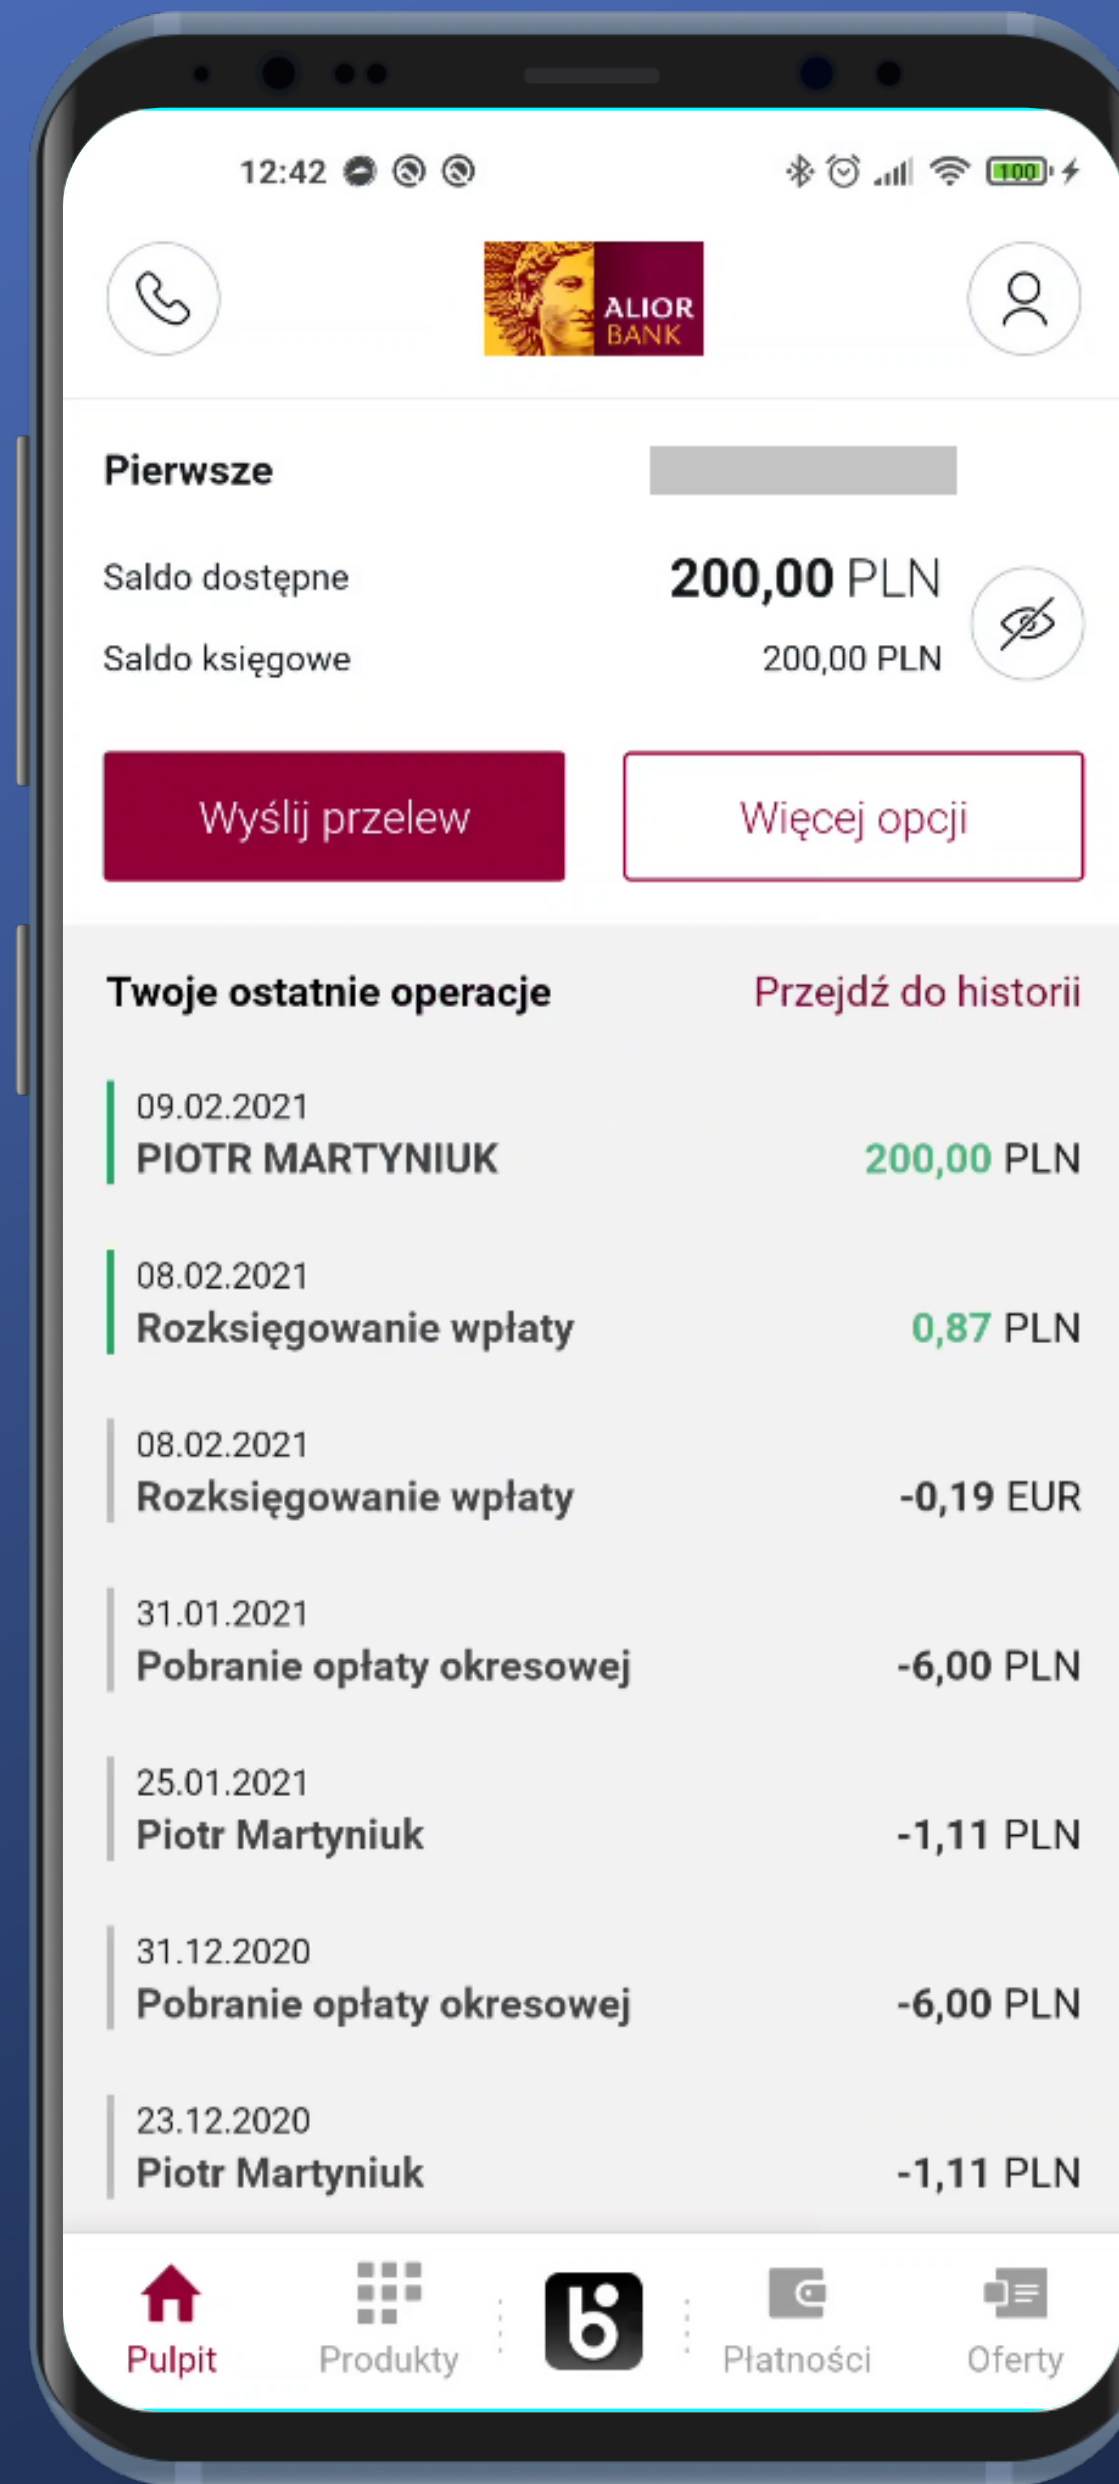 12:42
100
ALIOR
BANK
Pierwsze
Saldo dostępne
200,00 PLN
Saldo księgowe
200,00 PLN
Wyślij przelew
Więcej opcji
Twoje ostatnie operacje
Przejdź do historii
09.02.2021
PIOTR MARTYNIUK
200,00 PLN
08.02.2021
Rozksięgowanie wpłaty
0,87 PLN
08.02.2021
Rozksięgowanie wpłaty
-0,19 EUR
31.01.2021
Pobranie opłaty okresowej
-6,00 PLN
25.01.2021
Piotr Martyniuk
-1,11 PLN
31.12.2020
Pobranie opłaty okresowej
-6,00 PLN
23.12.2020
Piotr Martyniuk
-1,11 PLN
Pulpit
Produkty
Płatności
Oferty